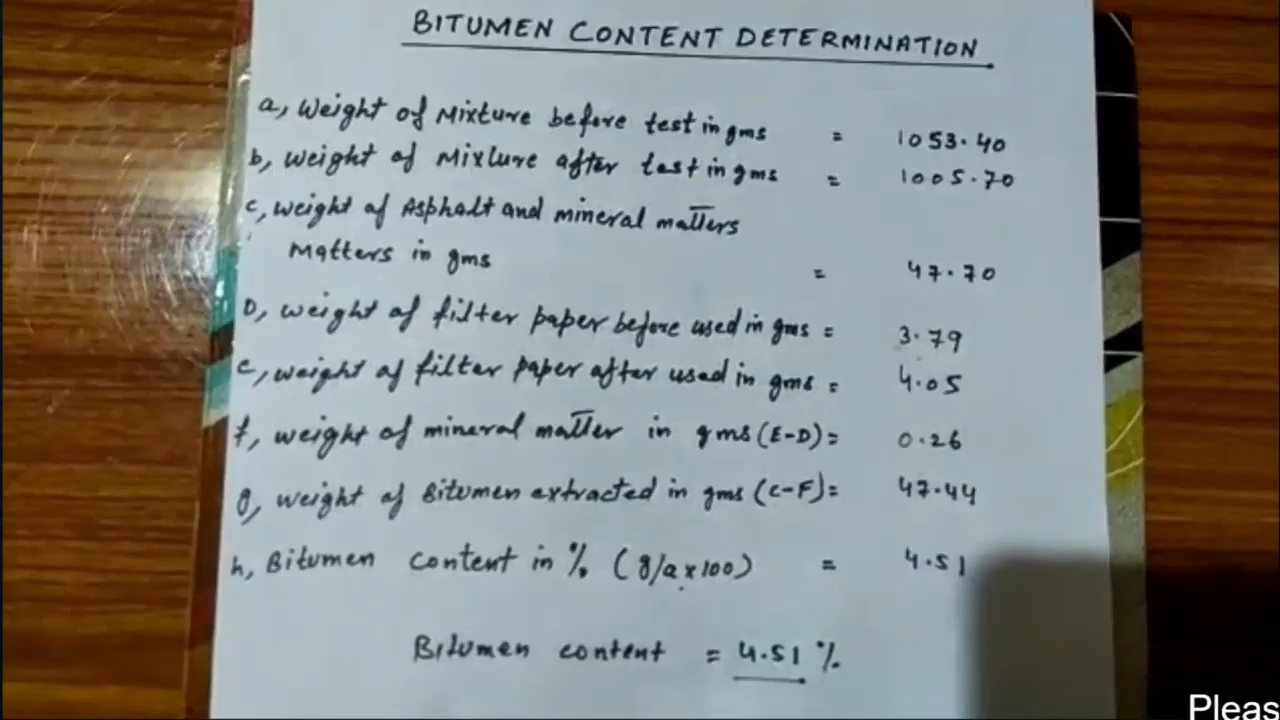 BITUMEN CONTENT DETERMINATION
a, Weight of Mixture before test in gms = 1053.40
b, weight of Mixture after test in gms = 1005.70
c, weight of Asphalt and mineral matters
Matters in gms = 47.70
D, weight of filter paper before used in gms = 3.79
e, weight of filter paper after used in gms = 4.05
f, weight of mineral matter in gms (E-D) = 0.26
g, weight of Bitumen extracted in gms (C-F) = 47.44
h, Bitumen content in % (g/a x 100) = 4.51
Bitumen content = 4.51 %
Pleas